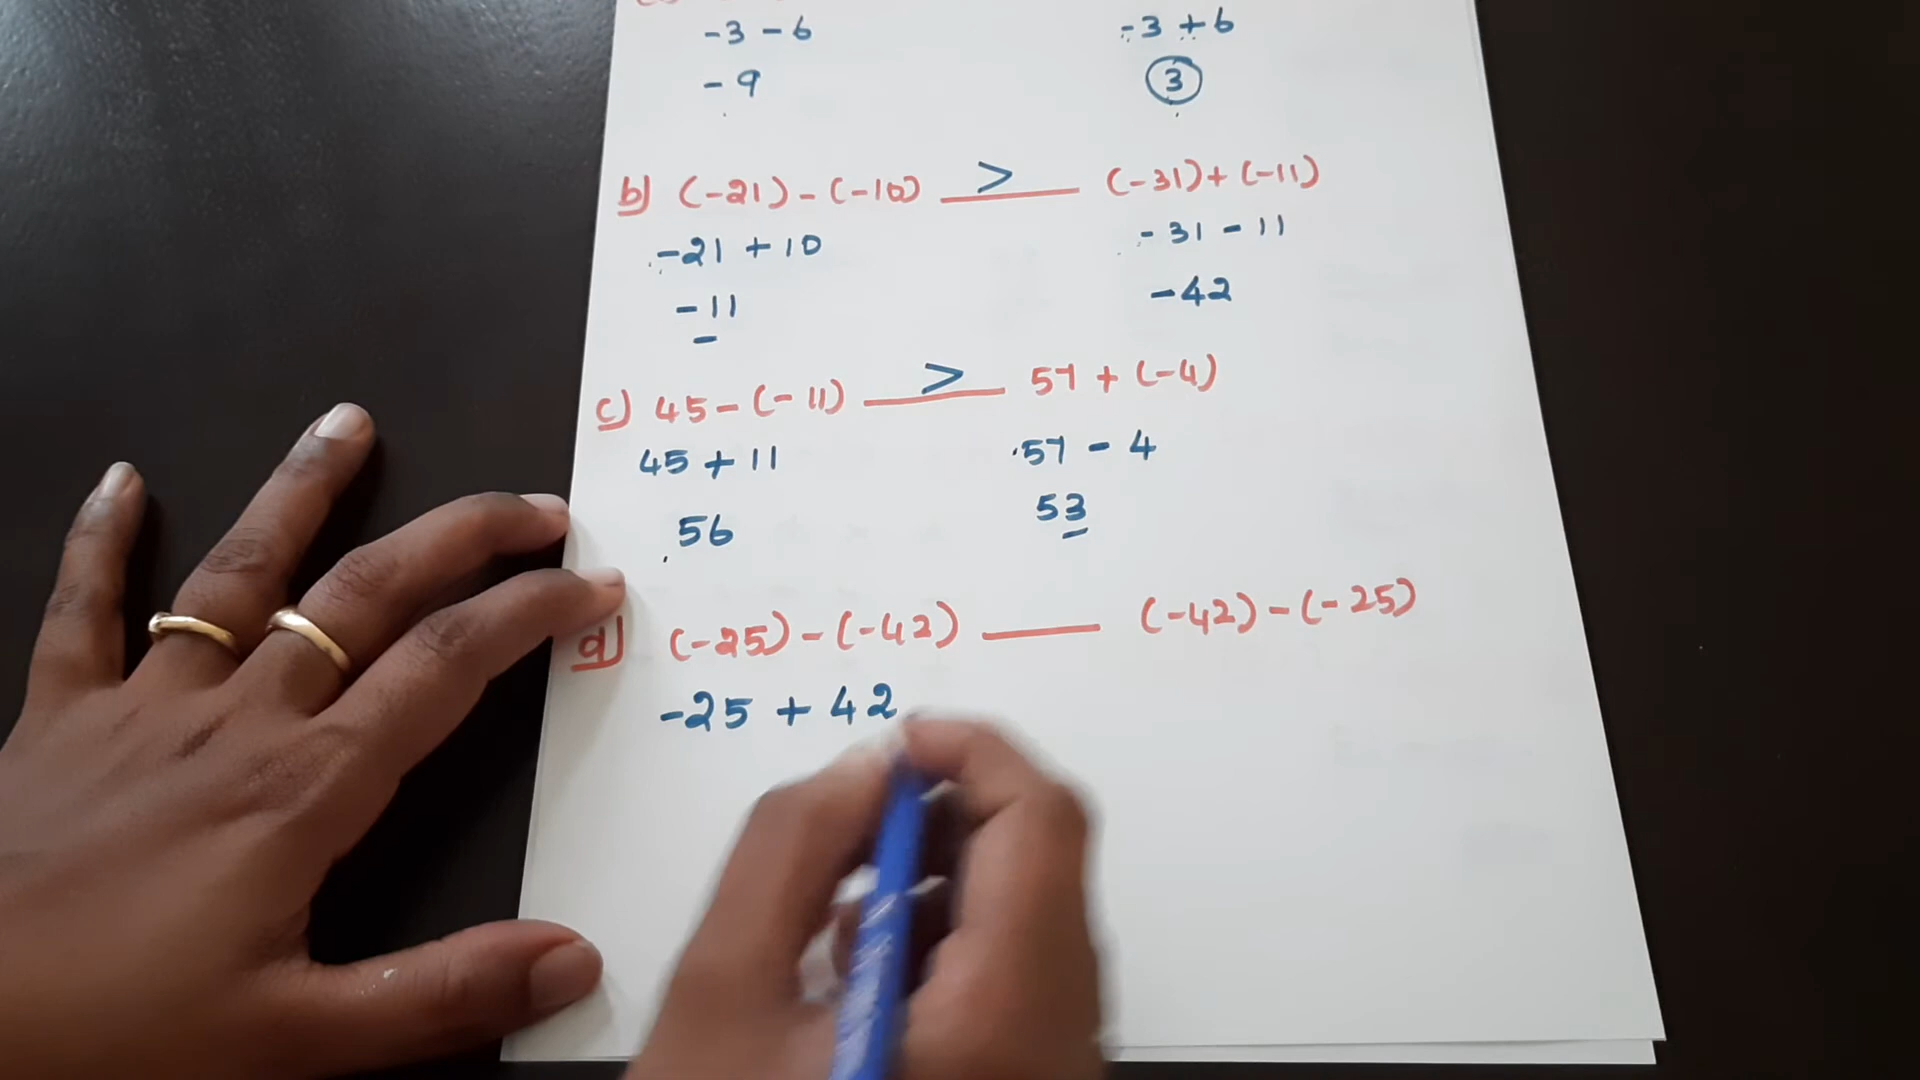 -3 - 6 -3 + 6
-9 3
b) (-21) - (-10) > (-31) + (-11)
-21 + 10 -31 - 11
-11 -42
c) 45 - (-11) > 57 + (-4)
45 + 11 57 - 4
56 53
d) (-25) - (-42) ____ (-42) - (-25)
-25 + 42